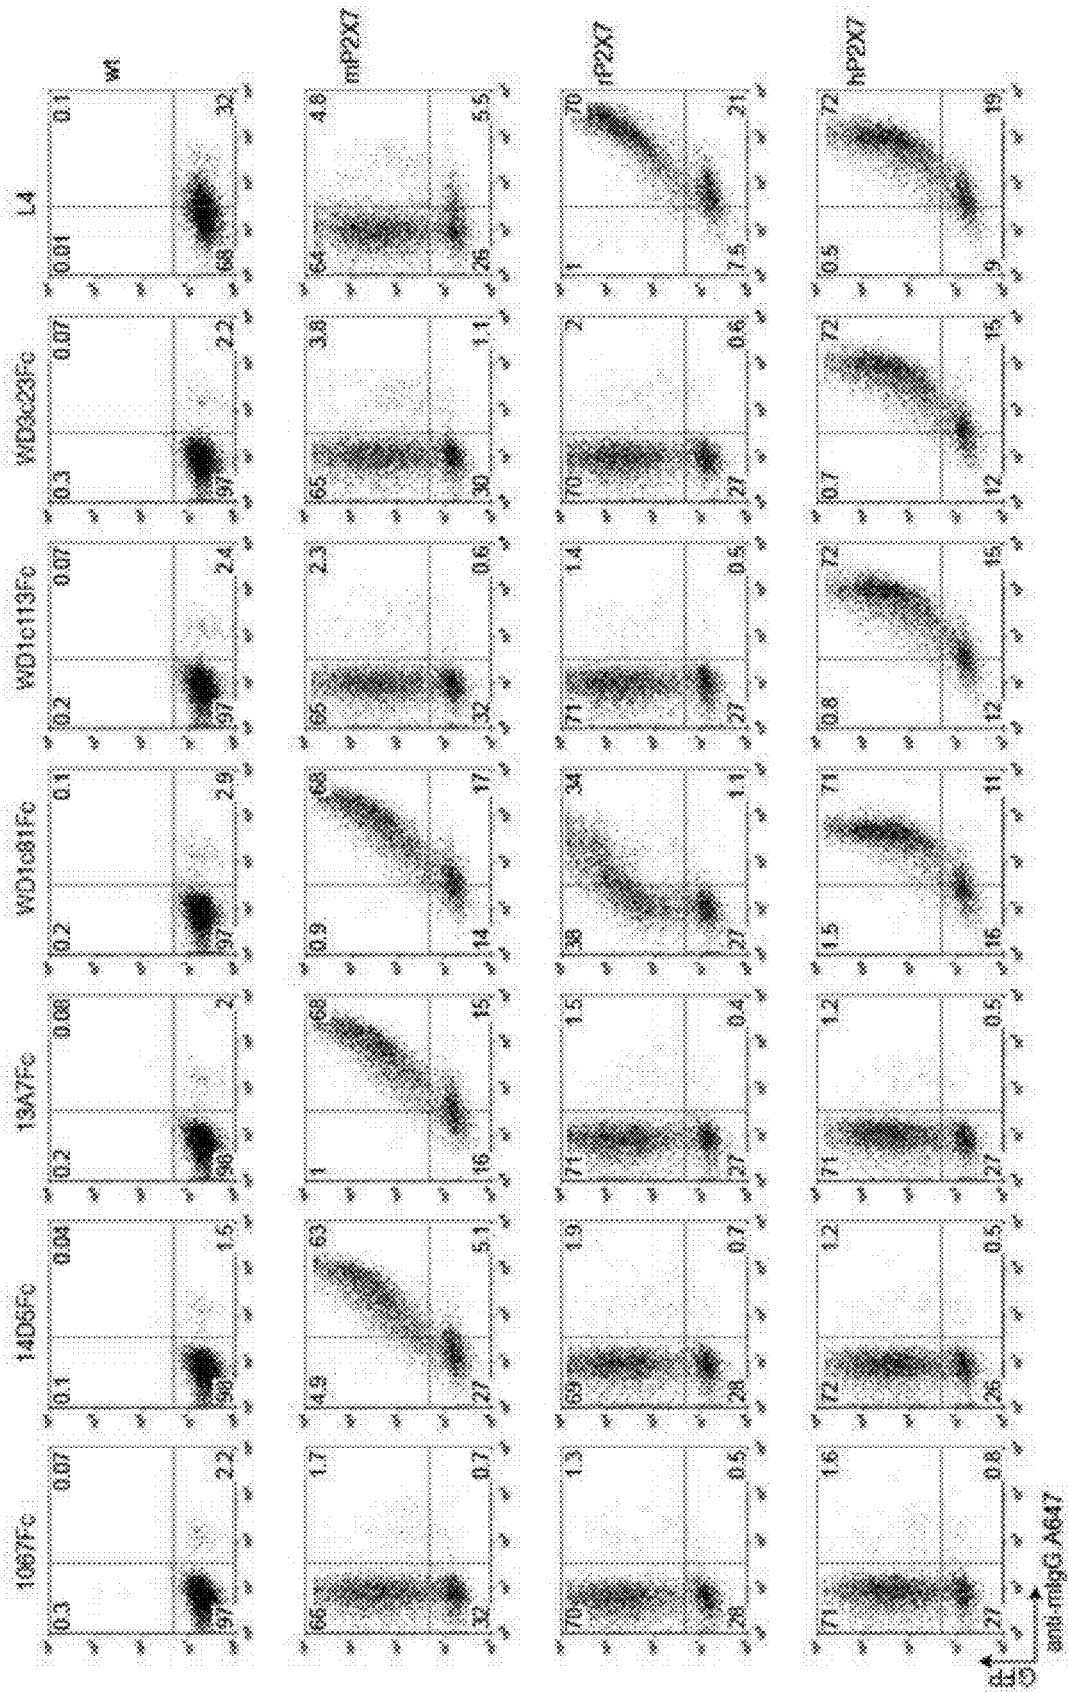 1067Fc 14D5Fc 13A7Fc WD1c81Fc WD1c113Fc WD3c23Fc L4
wt
0.3 0.07 0.1 0.04 0.2 0.08 0.2 0.1 0.2 0.07 0.3 0.07 0.01 0.1
97 2.2 98 1.5 2 97 2.9 97 2.4 97 2.2 68 32
mP2X7
66 1.7 4.9 63 1 68 0.9 68 65 2.3 65 3.8 64 4.8
32 0.7 27 5.1 16 15 14 17 32 0.6 30 1.1 26 5.5
rP2X7
70 1.3 69 1.9 71 1.5 38 34 71 1.4 70 2 1 70
28 0.5 28 0.7 27 0.4 27 1.1 27 0.5 27 0.6 7.5 21
hP2X7
71 1.6 72 1.2 71 1.2 1.5 71 0.8 72 0.7 72 0.5 72
27 0.6 26 0.5 27 0.5 16 11 12 15 12 15 9 19
GFP
anti-mIgG A647